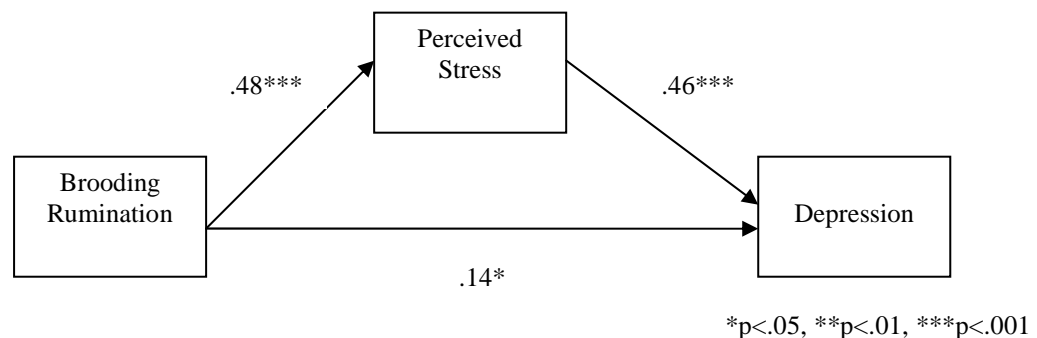 Perceived
Stress
.48***
.46***
Brooding
Rumination
Depression
.14*
*p<.05, **p<.01, ***p<.001